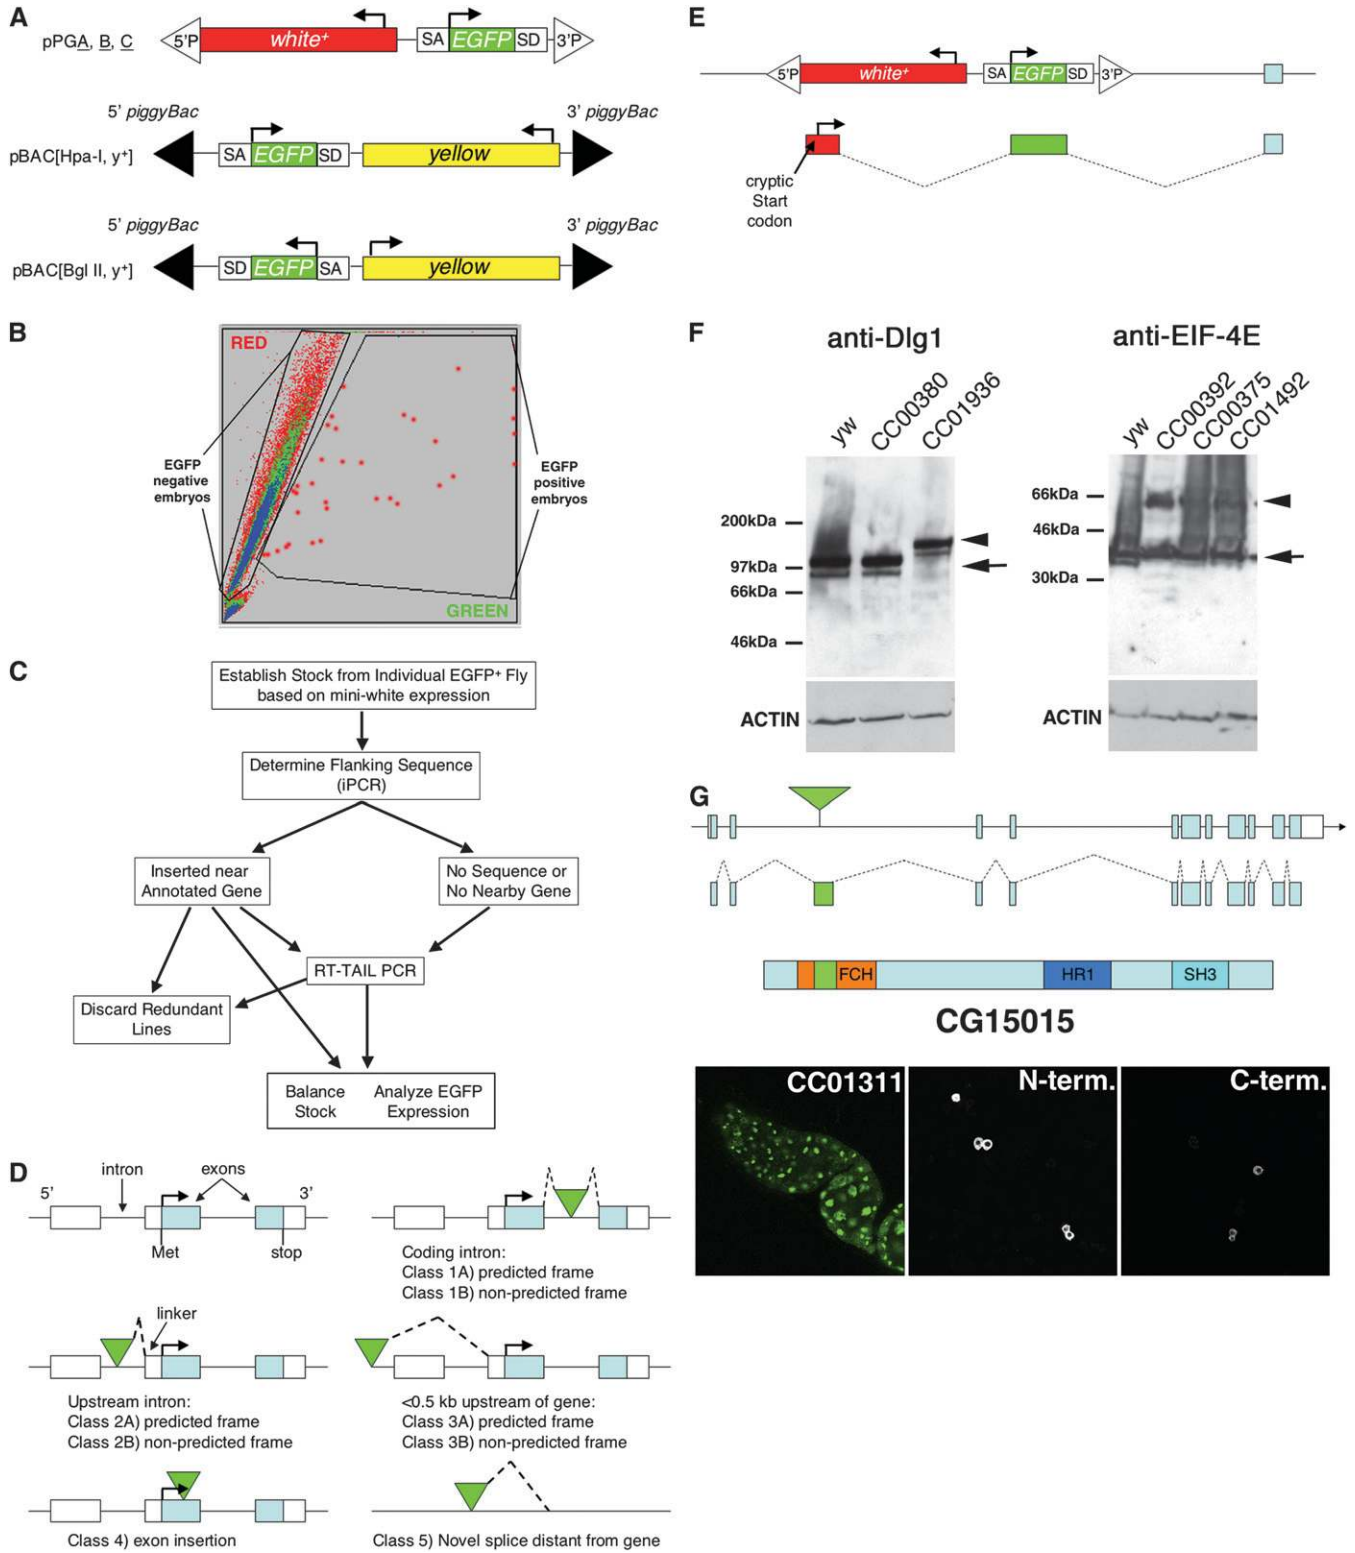 A
pPGA, B, C
5'P
white+
SA
EGFP
SD
3'P
5' piggyBac
3' piggyBac
pBAC[Hpa-I, y+]
SA
EGFP
SD
yellow
5' piggyBac
3' piggyBac
pBAC[Bgl II, y+]
SD
EGFP
SA
yellow
B
RED
EGFP
negative
embryos
EGFP
positive
embryos
GREEN
C
Establish Stock from Individual EGFP+ Fly
based on mini-white expression
Determine Flanking Sequence
(iPCR)
Inserted near
Annotated Gene
No Sequence or
No Nearby Gene
RT-TAIL PCR
Discard Redundant
Lines
Balance
Stock
Analyze EGFP
Expression
D
5'
intron
exons
3'
Met
stop
Coding intron:
Class 1A) predicted frame
Class 1B) non-predicted frame
linker
Upstream intron:
Class 2A) predicted frame
Class 2B) non-predicted frame
<0.5 kb upstream of gene:
Class 3A) predicted frame
Class 3B) non-predicted frame
Class 4) exon insertion
Class 5) Novel splice distant from gene
E
5'P
white+
SA
EGFP
SD
3'P
cryptic
Start
codon
F
anti-Dlg1
yw
CC00380
CC01936
200kDa
97kDa
66kDa
46kDa
ACTIN
anti-EIF-4E
yw
CC00392
CC00375
CC01492
66kDa
46kDa
30kDa
ACTIN
G
FCH
HR1
SH3
CG15015
CC01311
N-term.
C-term.